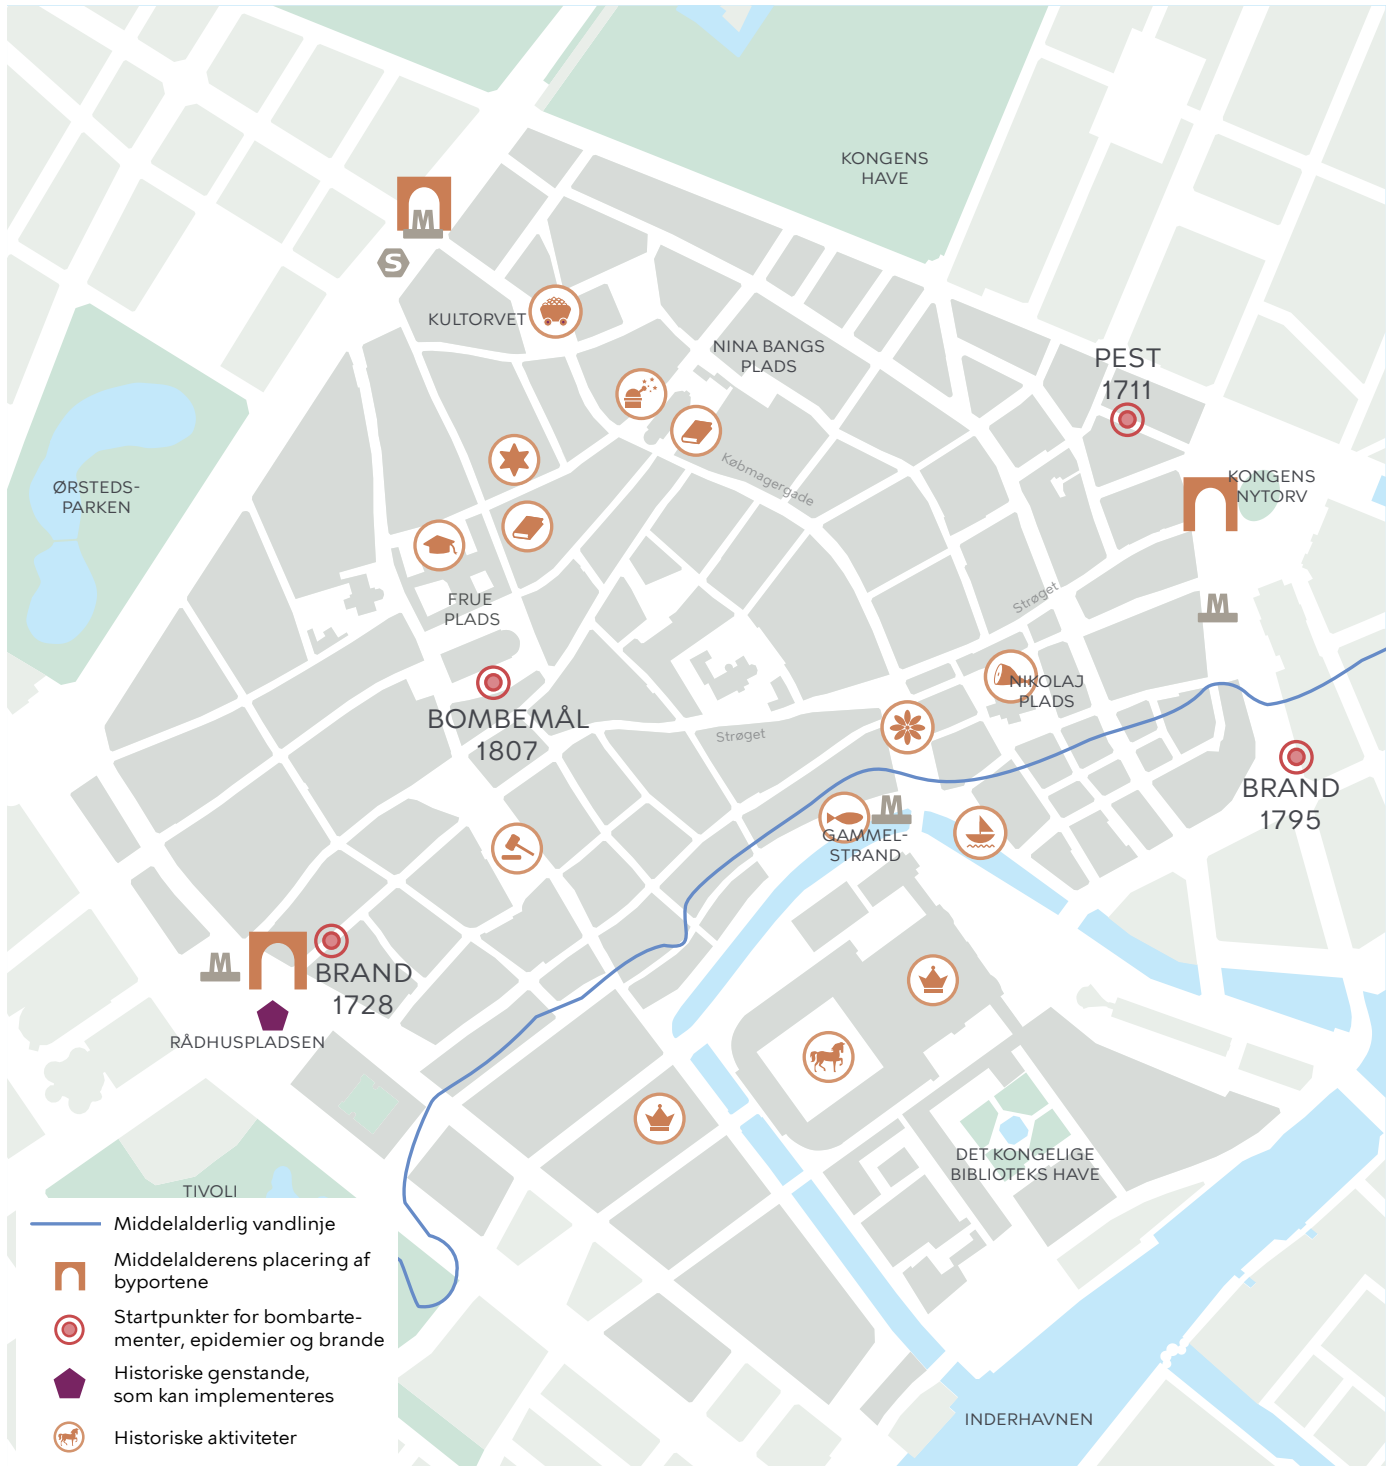 KONGENS
HAVE
M
S
KULTORVET
NINA BANGS
PLADS
PEST
1711
Købmagergade
KONGENS
NYTORV
ØRSTEDS-
PARKEN
FRUE
PLADS
Strøget
M
NIKOLAJ
PLADS
BOMBEMÅL
1807
Strøget
BRAND
1795
M
GAMMEL-
STRAND
M
BRAND
1728
RÅDHUSPLADSEN
DET KONGELIGE
BIBLIOTEKS HAVE
TIVOLI
INDERHAVNEN
Middelalderlig vandlinje
Middelalderens placering af
byportene
Startpunkter for bombarte-
menter, epidemier og brande
Historiske genstande,
som kan implementeres
Historiske aktiviteter